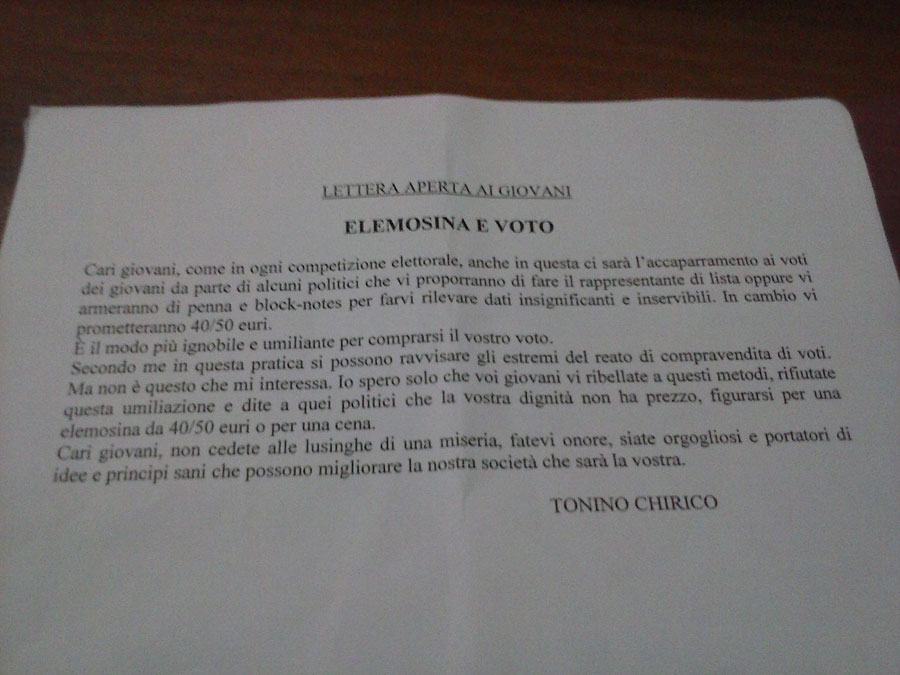 LETTERA APERTA AI GIOVANI
ELEMOSINA E VOTO
Cari giovani, come in ogni competizione elettorale, anche in questa ci sarà l'accaparramento ai voti
dei giovani da parte di alcuni politici che vi proporranno di fare il rappresentante di lista oppure vi
armeranno di penna e block-notes per farvi rilevare dati insignificanti e inservibili. In cambio vi
prometteranno 40/50 euri.
È il modo più ignobile e umiliante per comprarsi il vostro voto.
Secondo me in questa pratica si possono ravvisare gli estremi del reato di compravendita di voti.
Ma non è questo che mi interessa. Io spero solo che voi giovani vi ribellate a questi metodi, rifiutate
questa umiliazione e dite a quei politici che la vostra dignità non ha prezzo, figurarsi per una
elemosina da 40/50 euri o per una cena.
Cari giovani, non cedete alle lusinghe di una miseria, fatevi onore, siate orgogliosi e portatori di
idee e principi sani che possono migliorare la nostra società che sarà la vostra.
TONINO CHIRICO